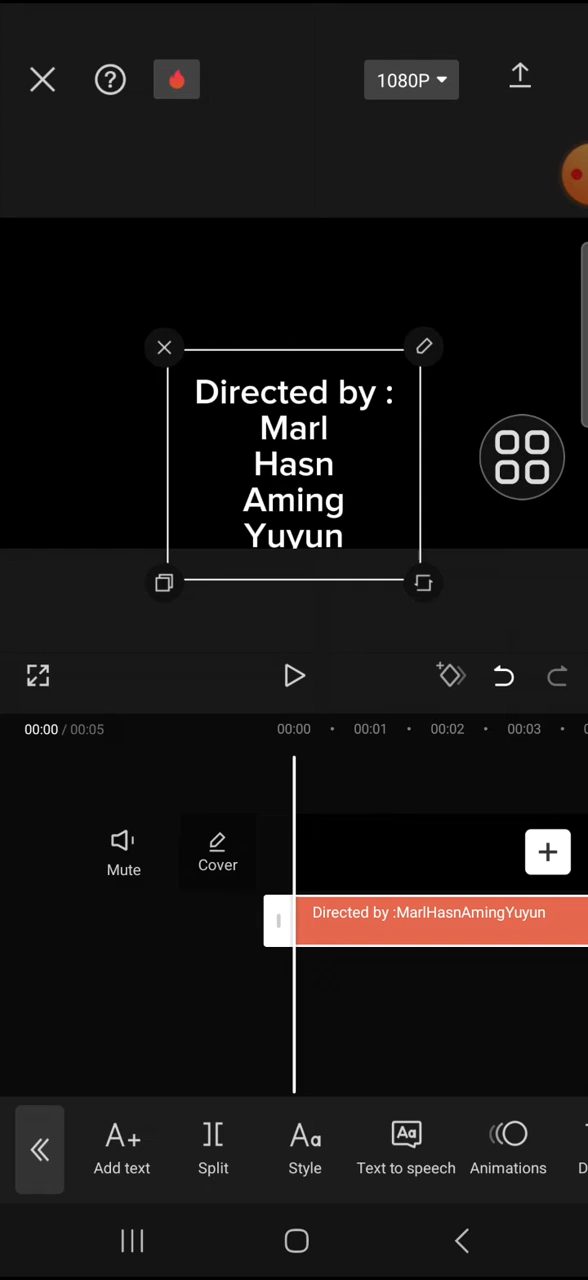 1080P
Directed by :
Marl
Hasn
Aming
Yuyun
00:00 / 00:05
00:00 00:01 00:02 00:03
Mute
Cover
Directed by :MarlHasnAmingYuyun
Add text
Split
Style
Text to speech
Animations